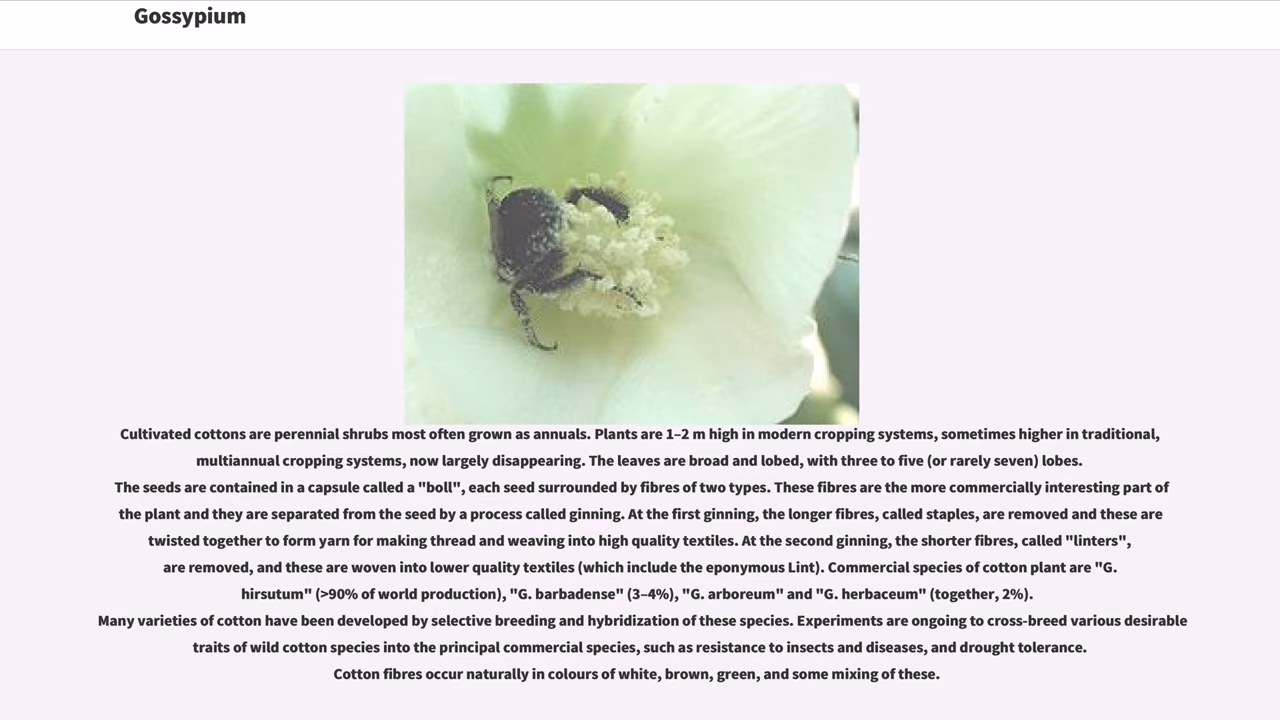 Gossypium
Cultivated cottons are perennial shrubs most often grown as annuals. Plants are 1–2 m high in modern cropping systems, sometimes higher in traditional,
multiannual cropping systems, now largely disappearing. The leaves are broad and lobed, with three to five (or rarely seven) lobes.
The seeds are contained in a capsule called a "boll", each seed surrounded by fibres of two types. These fibres are the more commercially interesting part of
the plant and they are separated from the seed by a process called ginning. At the first ginning, the longer fibres, called staples, are removed and these are
twisted together to form yarn for making thread and weaving into high quality textiles. At the second ginning, the shorter fibres, called "linters",
are removed, and these are woven into lower quality textiles (which include the eponymous Lint). Commercial species of cotton plant are "G.
hirsutum" (>90% of world production), "G. barbadense" (3–4%), "G. arboreum" and "G. herbaceum" (together, 2%).
Many varieties of cotton have been developed by selective breeding and hybridization of these species. Experiments are ongoing to cross-breed various desirable
traits of wild cotton species into the principal commercial species, such as resistance to insects and diseases, and drought tolerance.
Cotton fibres occur naturally in colours of white, brown, green, and some mixing of these.